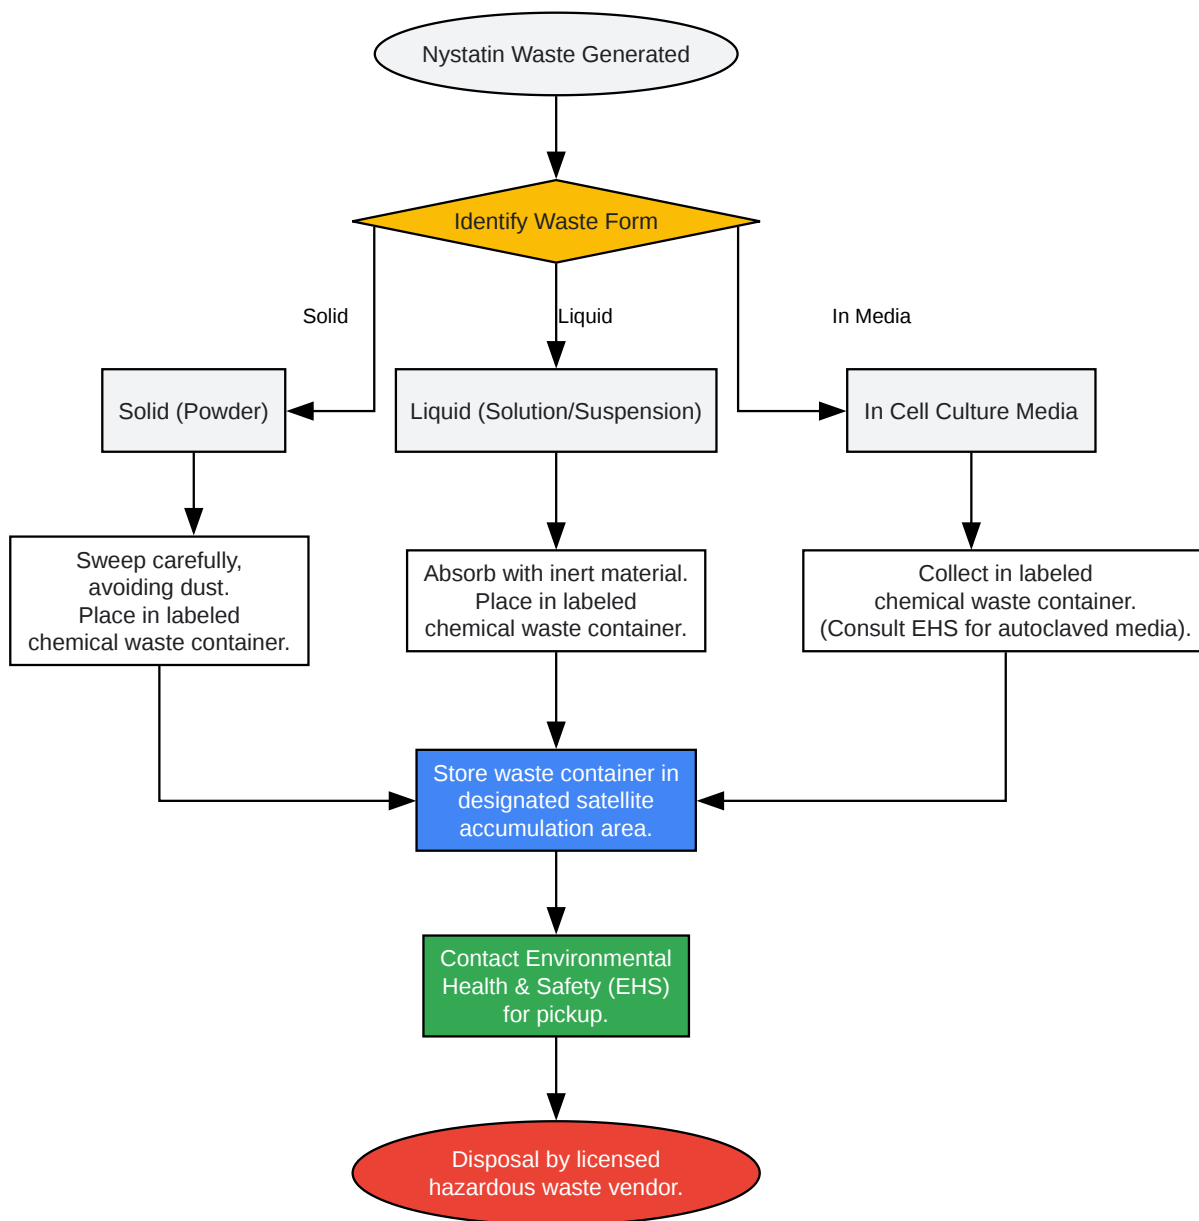 Nystatin Waste Generated
Identify Waste Form
Solid
Liquid
In Media
Solid (Powder)
Liquid (Solution/Suspension)
In Cell Culture Media
Sweep carefully,
avoiding dust.
Place in labeled
chemical waste container.
Absorb with inert material.
Place in labeled
chemical waste container.
Collect in labeled
chemical waste container.
(Consult EHS for autoclaved media).
Store waste container in
designated satellite
accumulation area.
Contact Environmental
Health & Safety (EHS)
for pickup.
Disposal by licensed
hazardous waste vendor.